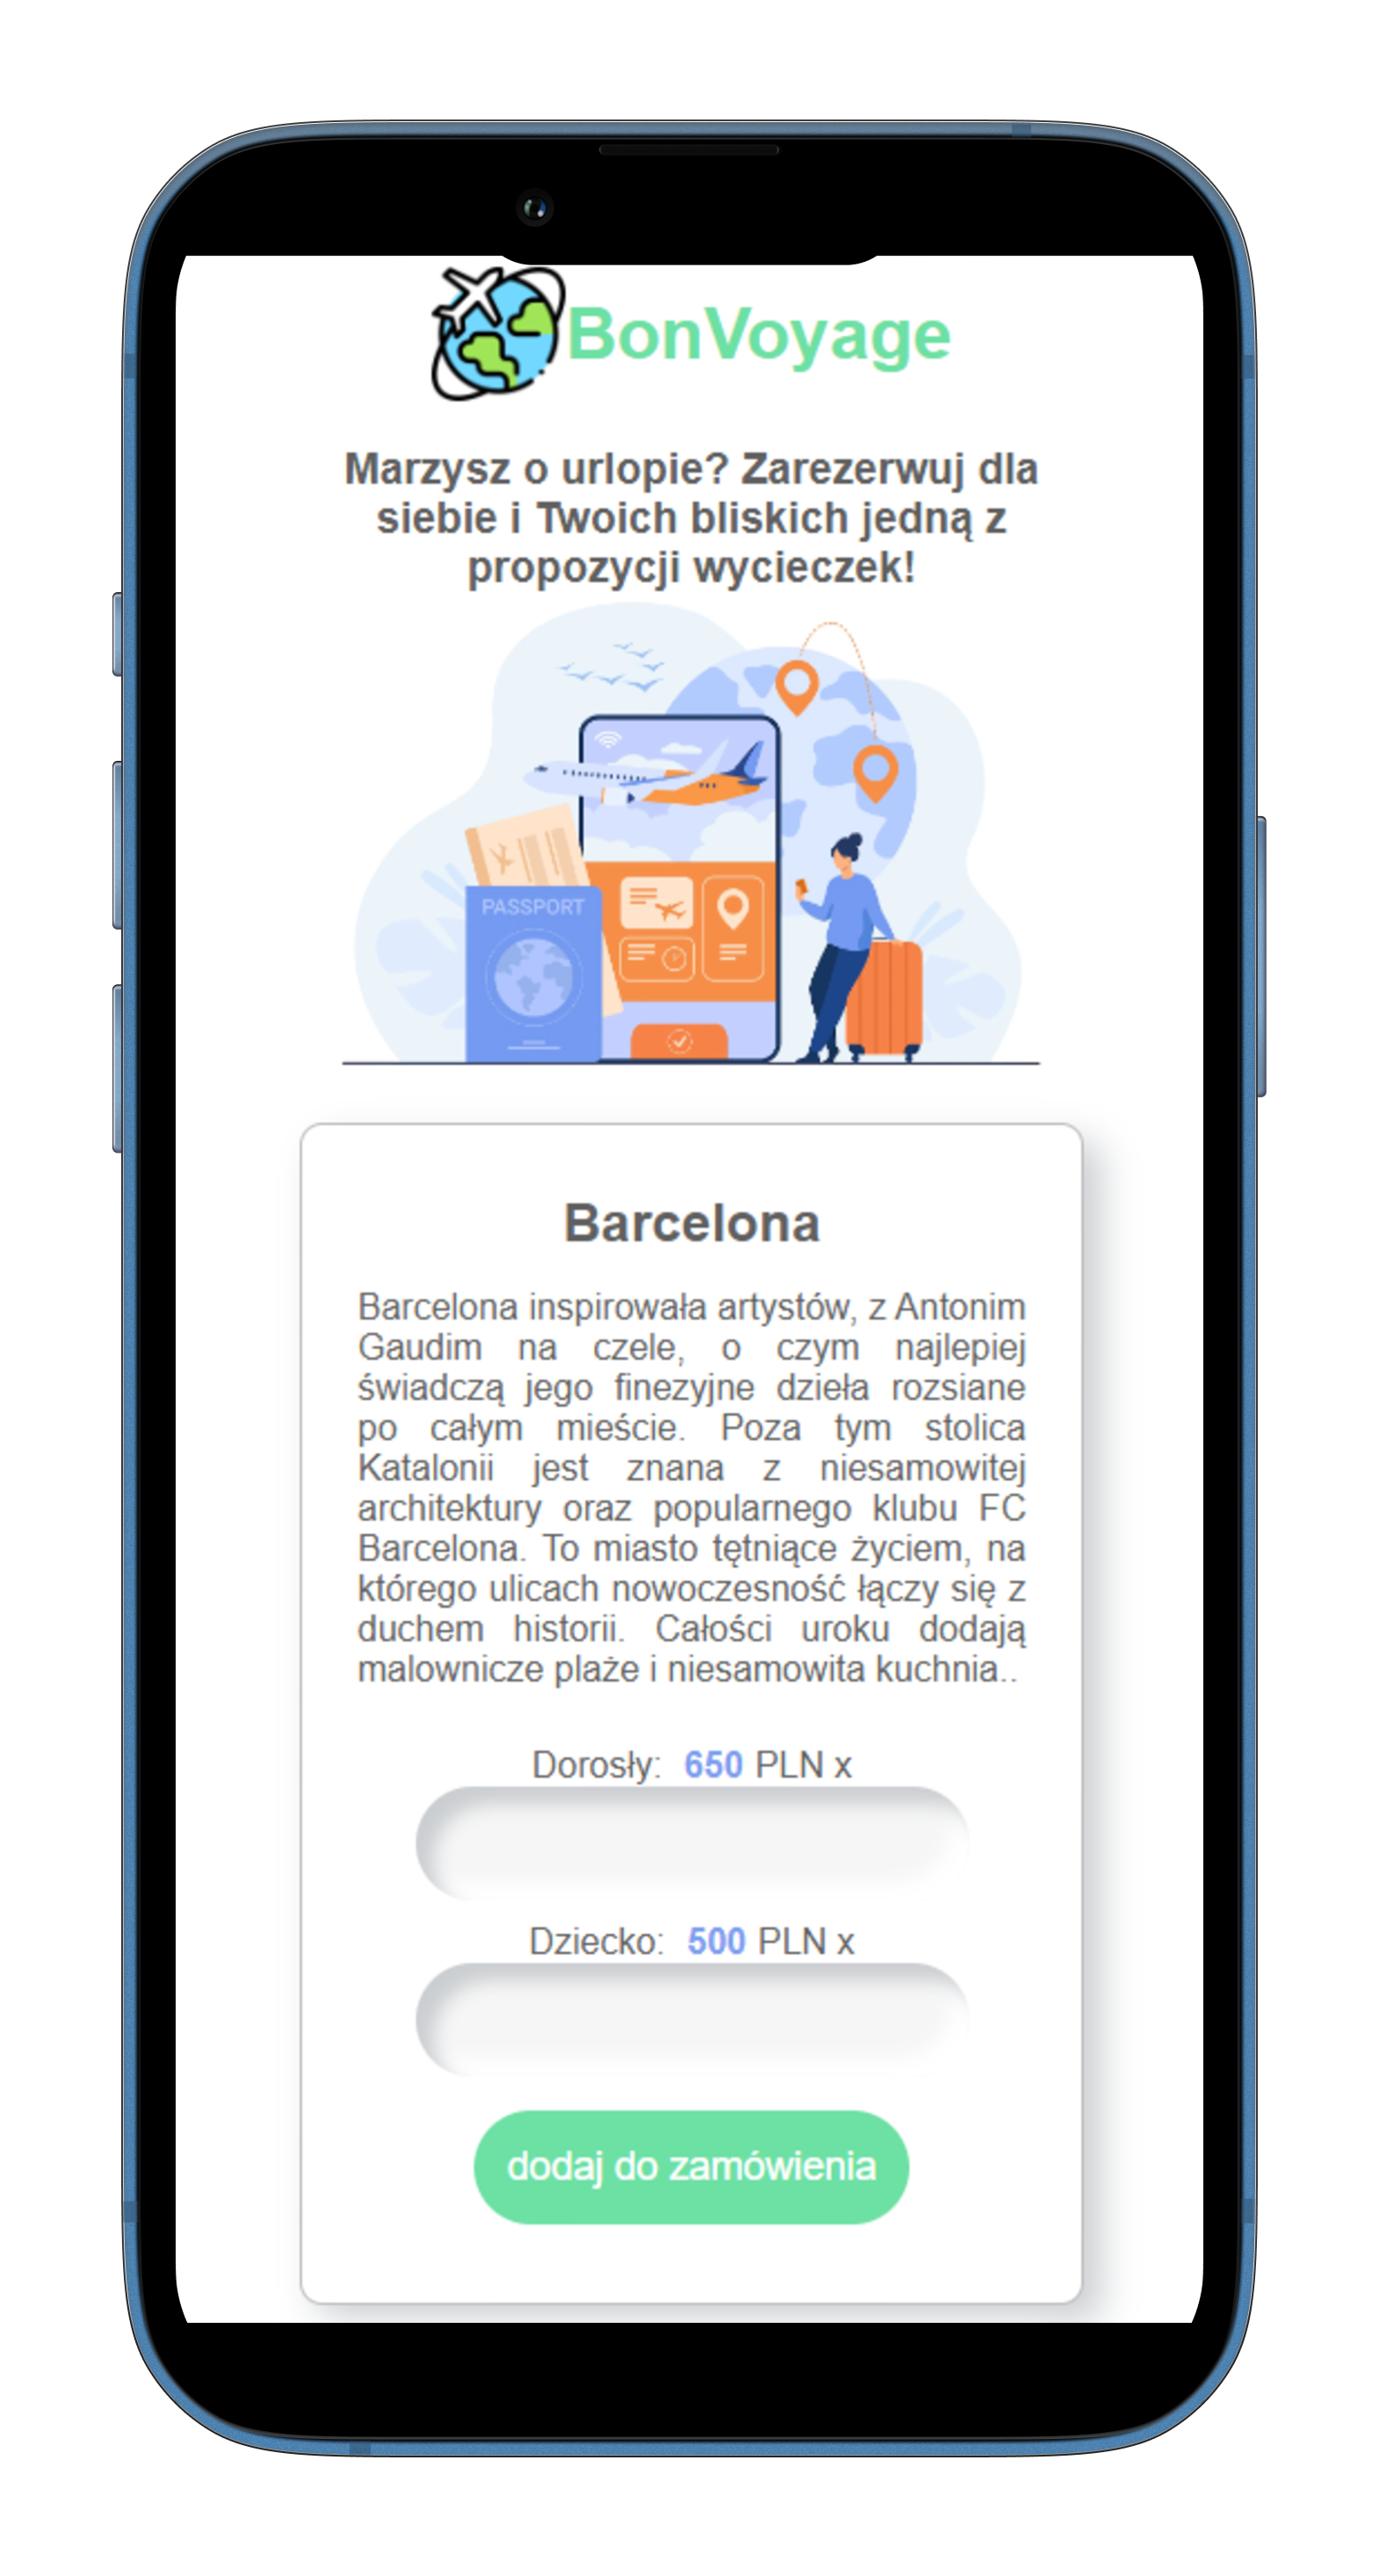 BonVoyage
Marzysz o urlopie? Zarezerwuj dla
siebie i Twoich bliskich jedną z
propozycji wycieczek!
PASSPORT
Barcelona
Barcelona inspirowała artystów, z Antonim
Gaudim na czele, o czym najlepiej
świadczą jego finezyjne dzieła rozsiane
po całym mieście. Poza tym stolica
Katalonii jest znana z niesamowitej
architektury oraz popularnego klubu FC
Barcelona. To miasto tętniące życiem, na
którego ulicach nowoczesność łączy się z
duchem historii. Całości uroku dodają
malownicze plaże i niesamowita kuchnia..
Dorosły: 650 PLN x
Dziecko: 500 PLN x
dodaj do zamówienia